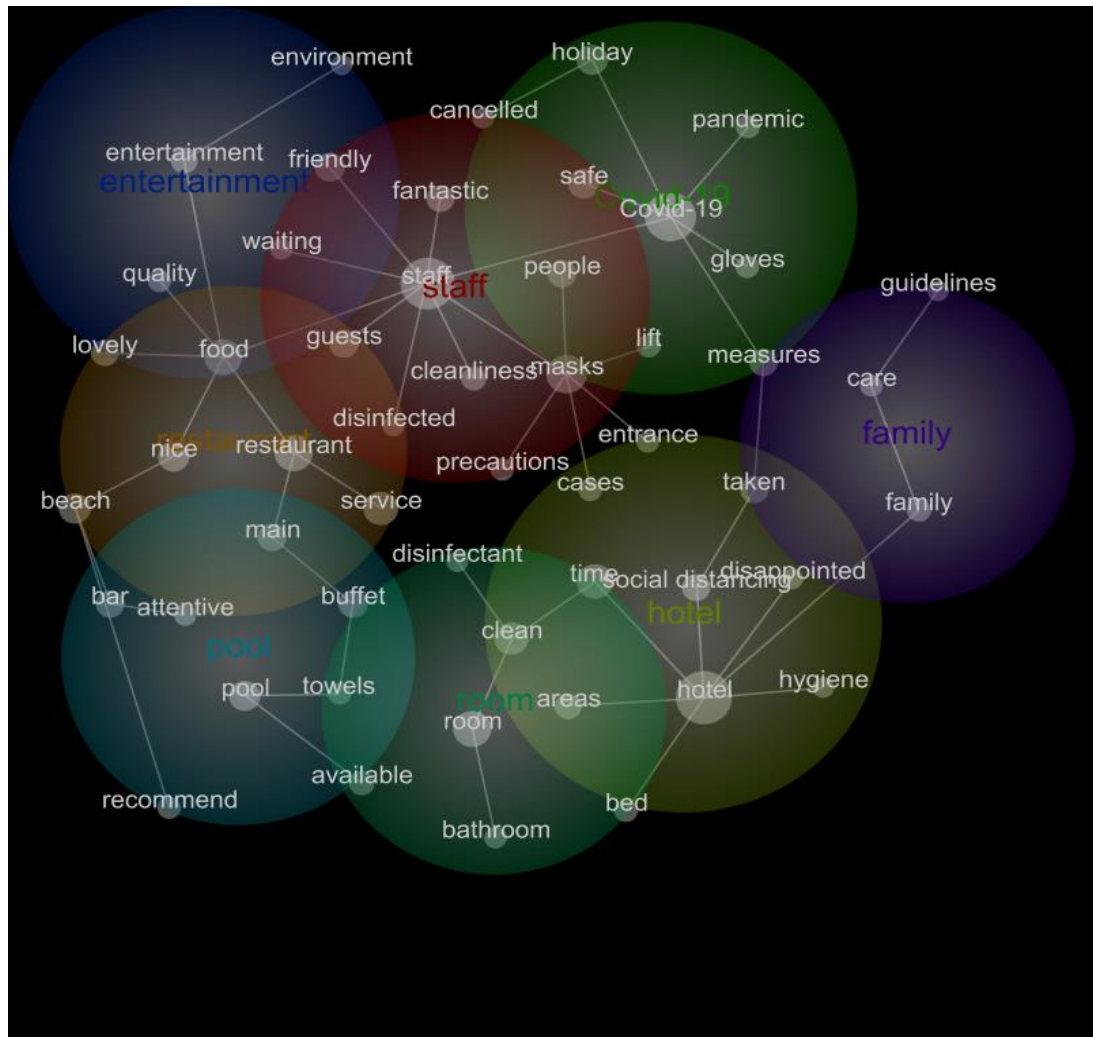 environment
holiday
cancelled
pandemic
entertainment
entertainment
friendly
fantastic
safe
Covid-19
Covid-19
waiting
quality
staff
staff
people
gloves
guidelines
lovely
food
guests
cleanliness
masks
lift
measures
care
disinfected
restaurant
nice
restaurant
precautions
entrance
family
beach
service
cases
taken
family
main
disinfectant
time
social distancing
disappointed
bar
attentive
buffet
clean
hotel
pool
pool
towels
room
room
areas
hotel
hygiene
recommend
available
bathroom
bed